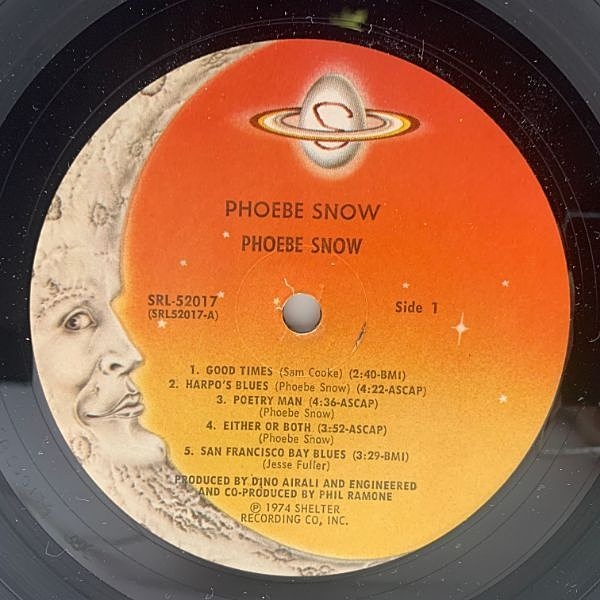 S
PHOEBE SNOW
PHOEBE SNOW
SRL-52017
(SRL52017-A)
Side 1
1. GOOD TIMES (Sam Cooke) (2:40-BMI)
2. HARPO'S BLUES (Phoebe Snow) (4:22-ASCAP)
3. POETRY MAN (4:36-ASCAP)
(Phoebe Snow)
4. EITHER OR BOTH (3:52-ASCAP)
(Phoebe Snow)
5. SAN FRANCISCO BAY BLUES (3:29-BMI)
(Jesse Fuller)
PRODUCED BY DINO AIRALI AND ENGINEERED
AND CO-PRODUCED BY PHIL RAMONE
℗ 1974 SHELTER
RECORDING CO, INC.